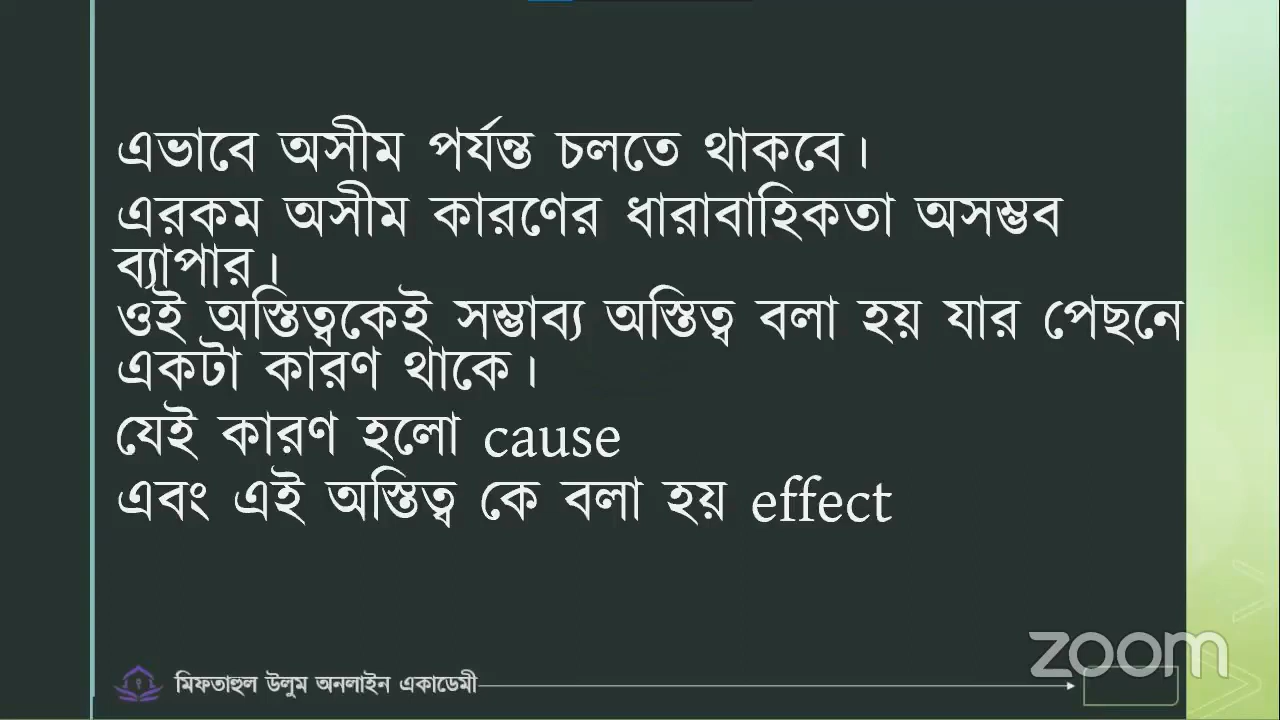 এভাবে অসীম পর্যন্ত চলতে থাকবে।
এরকম অসীম কারণের ধারাবাহিকতা অসম্ভব
ব্যাপার।
ওই অস্তিত্বকেই সম্ভাব্য অস্তিত্ব বলা হয় যার পেছনে
একটা কারণ থাকে।
যেই কারণ হলো cause
এবং এই অস্তিত্ব কে বলা হয় effect
zoom
মিফতাহুল উলুম অনলাইন একাডেমী